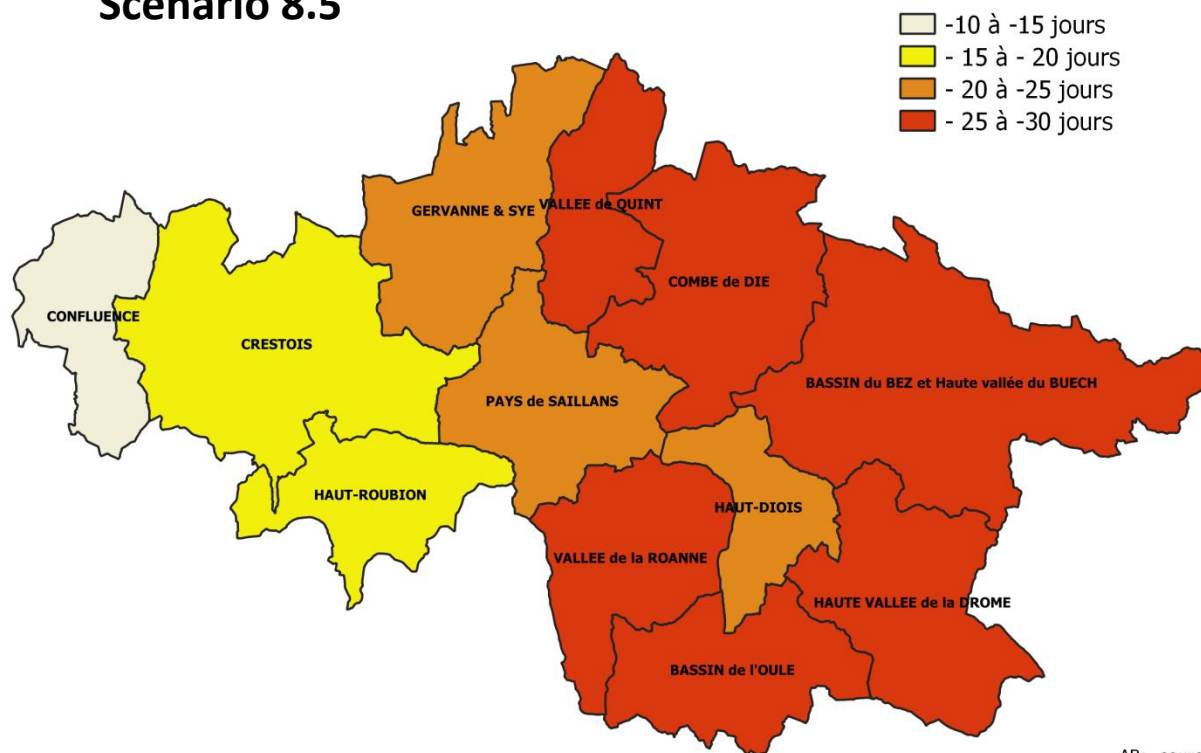 Scénario 8.5
-10 à -15 jours
- 15 à - 20 jours
- 20 à -25 jours
- 25 à -30 jours
GERVANNE & SYE
VALLEE de QUINT
COMBE de DIE
CONFLUENCE
CRESTOIS
BASSIN du BEZ et Haute vallée du BUECH
PAYS de SAILLANS
HAUT-ROUBION
HAUT-DIOIS
VALLEE de la ROANNE
HAUTE VALLEE de la DROME
BASSIN de l'OULE